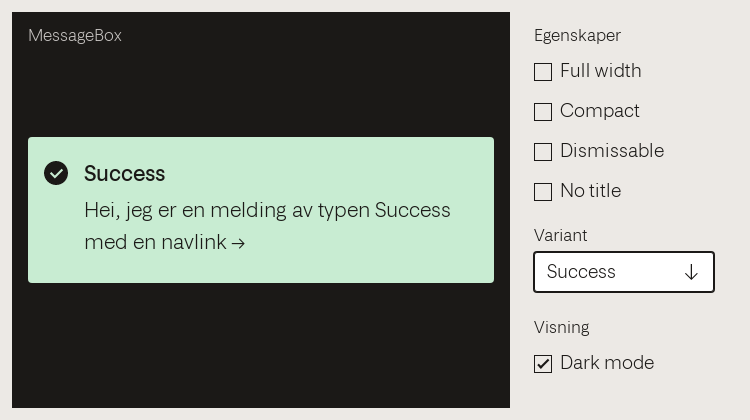 MessageBox
Success
Hei, jeg er en melding av typen Success
med en navlink →
Egenskaper
Full width
Compact
Dismissable
No title
Variant
Success
Visning
Dark mode